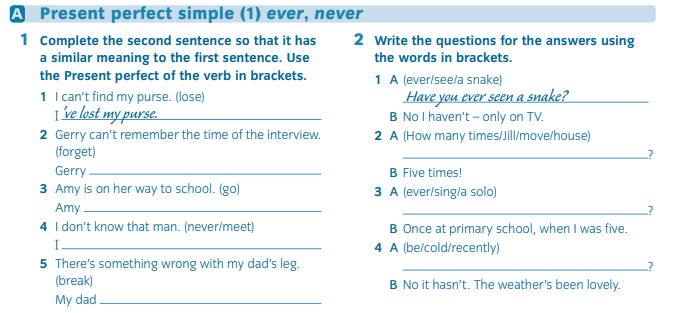 A Present perfect simple (1) ever, never
1 Complete the second sentence so that it has
a similar meaning to the first sentence. Use
the Present perfect of the verb in brackets.
1 I can't find my purse. (lose)
I 've lost my purse.
2 Gerry can't remember the time of the interview.
(forget)
Gerry
3 Amy is on her way to school. (go)
Amy
4 I don't know that man. (never/meet)
I
5 There's something wrong with my dad's leg.
(break)
My dad
2 Write the questions for the answers using
the words in brackets.
1 A (ever/see/a snake)
Have you ever seen a snake?
B No I haven't – only on TV.
2 A (How many times/Jill/move/house)
?
B Five times!
3 A (ever/sing/a solo)
?
B Once at primary school, when I was five.
4 A (be/cold/recently)
?
B No it hasn't. The weather's been lovely.